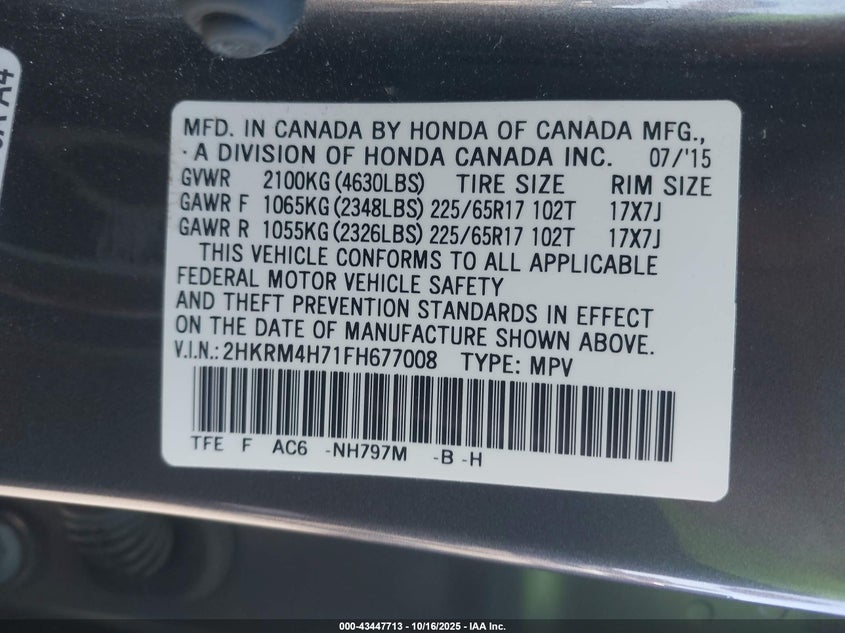 MFD. IN CANADA BY HONDA OF CANADA MFG.,
A DIVISION OF HONDA CANADA INC. 07/'15
GVWR 2100KG (4630LBS) TIRE SIZE RIM SIZE
GAWR F 1065KG (2348LBS) 225/65R17 102T 17X7J
GAWR R 1055KG (2326LBS) 225/65R17 102T 17X7J
THIS VEHICLE CONFORMS TO ALL APPLICABLE
FEDERAL MOTOR VEHICLE SAFETY
AND THEFT PREVENTION STANDARDS IN EFFECT
ON THE DATE OF MANUFACTURE SHOWN ABOVE.
V.I.N.: 2HKRM4H71FH677008 TYPE: MPV
TFE F AC6 -NH797M -B -H
000-43447713 - 10/16/2025 - IAA Inc.